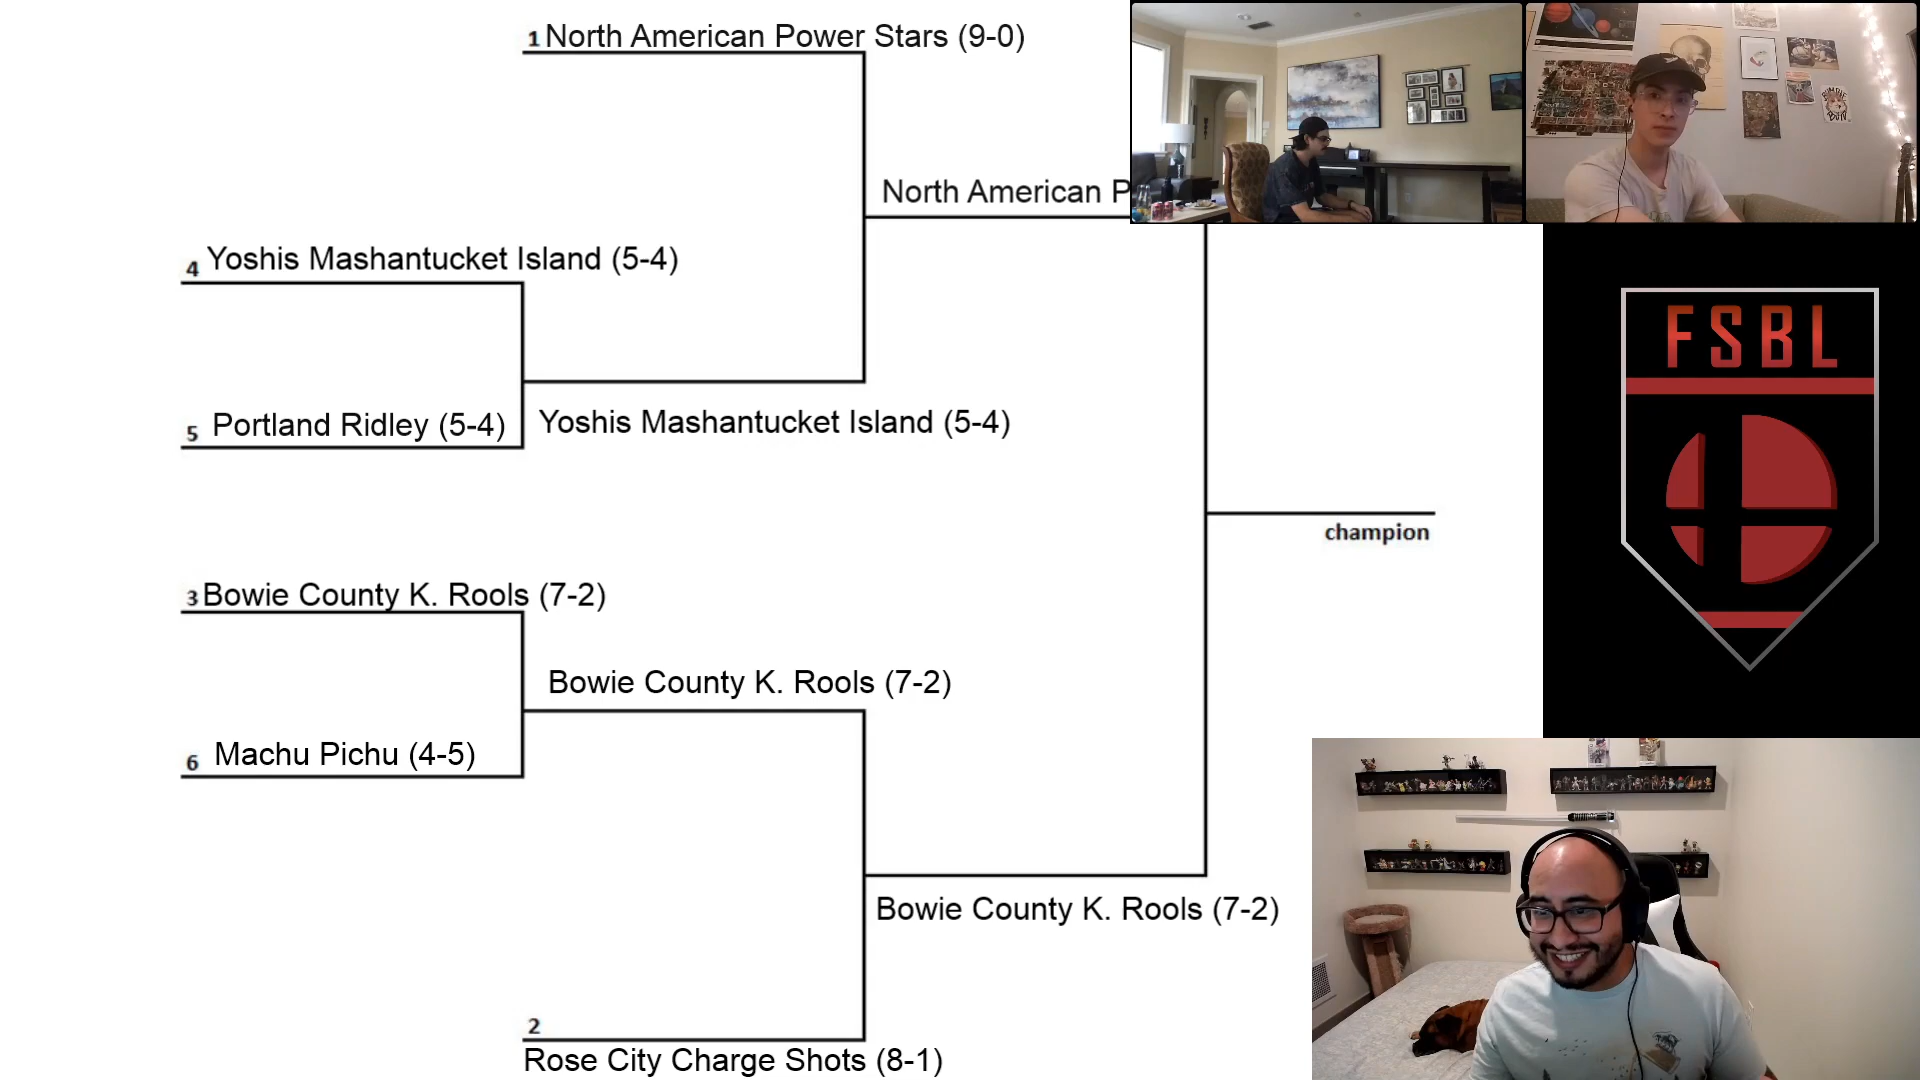 1 North American Power Stars (9-0)
North American P
4 Yoshis Mashantucket Island (5-4)
5 Portland Ridley (5-4)
Yoshis Mashantucket Island (5-4)
champion
3 Bowie County K. Rools (7-2)
Bowie County K. Rools (7-2)
6 Machu Pichu (4-5)
Bowie County K. Rools (7-2)
2
Rose City Charge Shots (8-1)
FSBL